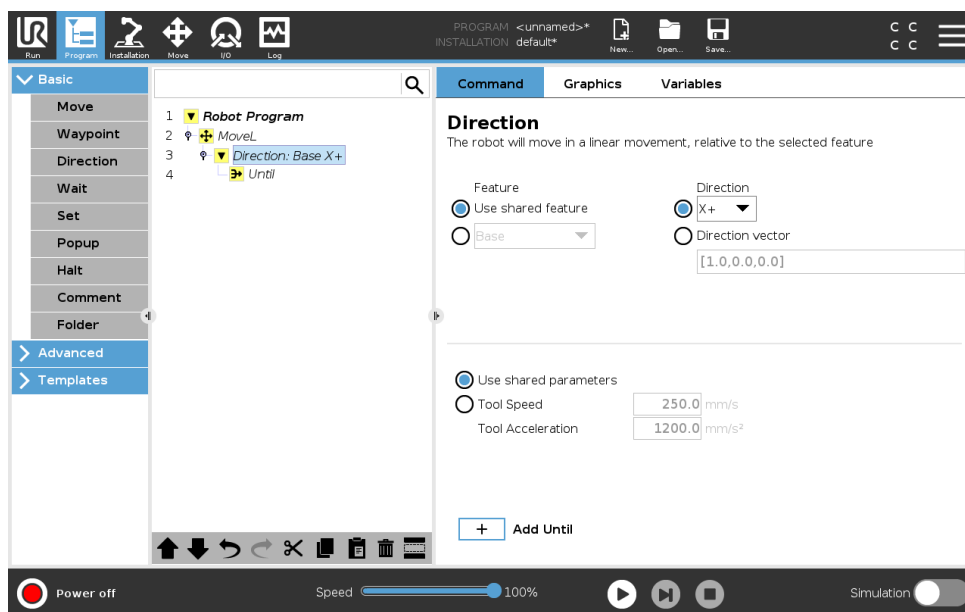 PROGRAM <unnamed>*
INSTALLATION default*
UR
Run
Program
Installation
Move
I/O
Log
New...
Open...
Save...
C C
C C
Basic
Move
Waypoint
Direction
Wait
Set
Popup
Halt
Comment
Folder
Advanced
Templates
1 Robot Program
2 MoveL
3 Direction: Base X+
4 Until
Command Graphics Variables
Direction
The robot will move in a linear movement, relative to the selected feature
Feature
Use shared feature
Base
Direction
X+
Direction vector
[1.0,0.0,0.0]
Use shared parameters
Tool Speed 250.0 mm/s
Tool Acceleration 1200.0 mm/s²
+ Add Until
Power off
Speed 100%
Simulation